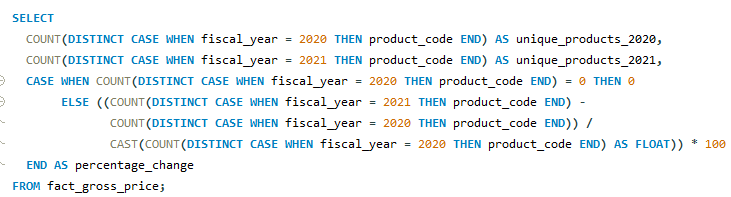 SELECT
COUNT(DISTINCT CASE WHEN fiscal_year = 2020 THEN product_code END) AS unique_products_2020,
COUNT(DISTINCT CASE WHEN fiscal_year = 2021 THEN product_code END) AS unique_products_2021,
CASE WHEN COUNT(DISTINCT CASE WHEN fiscal_year = 2020 THEN product_code END) = 0 THEN 0
ELSE ((COUNT(DISTINCT CASE WHEN fiscal_year = 2021 THEN product_code END) -
COUNT(DISTINCT CASE WHEN fiscal_year = 2020 THEN product_code END)) /
CAST(COUNT(DISTINCT CASE WHEN fiscal_year = 2020 THEN product_code END) AS FLOAT)) * 100
END AS percentage_change
FROM fact_gross_price;